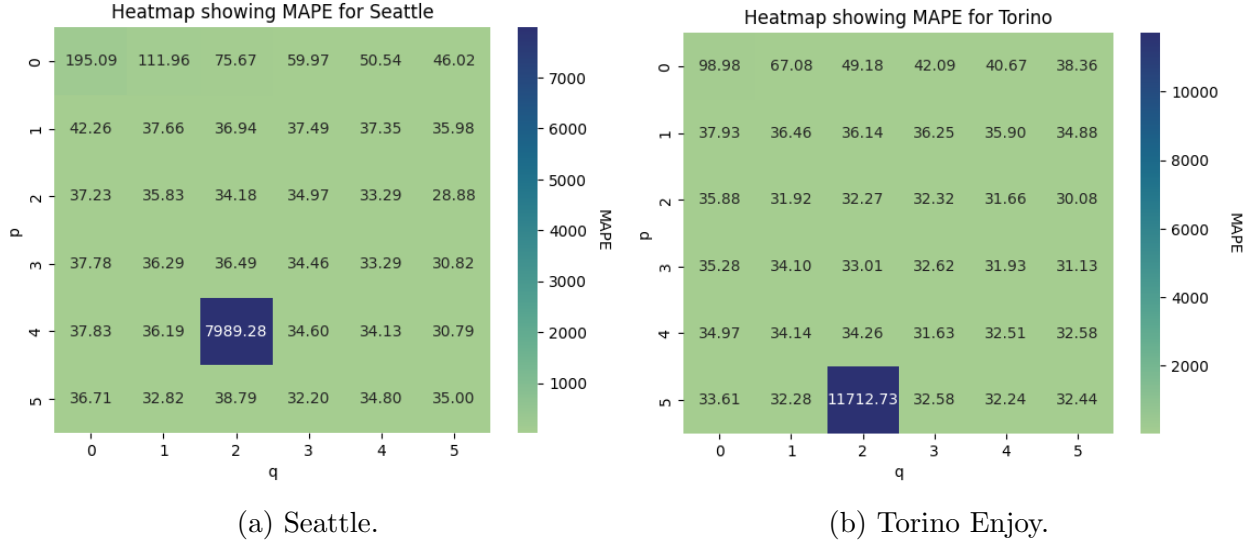 Heatmap showing MAPE for Seattle
0 195.09 111.96 75.67 59.97 50.54 46.02
1 42.26 37.66 36.94 37.49 37.35 35.98
2 37.23 35.83 34.18 34.97 33.29 28.88
3 37.78 36.29 36.49 34.46 33.29 30.82
4 37.83 36.19 7989.28 34.60 34.13 30.79
5 36.71 32.82 38.79 32.20 34.80 35.00
0 1 2 3 4 5
q
p
7000
6000
5000
4000
3000
2000
1000
MAPE
(a) Seattle.
Heatmap showing MAPE for Torino
0 98.98 67.08 49.18 42.09 40.67 38.36
1 37.93 36.46 36.14 36.25 35.90 34.88
2 35.88 31.92 32.27 32.32 31.66 30.08
3 35.28 34.10 33.01 32.62 31.93 31.13
4 34.97 34.14 34.26 31.63 32.51 32.58
5 33.61 32.28 11712.73 32.58 32.24 32.44
0 1 2 3 4 5
q
p
10000
8000
6000
4000
2000
MAPE
(b) Torino Enjoy.